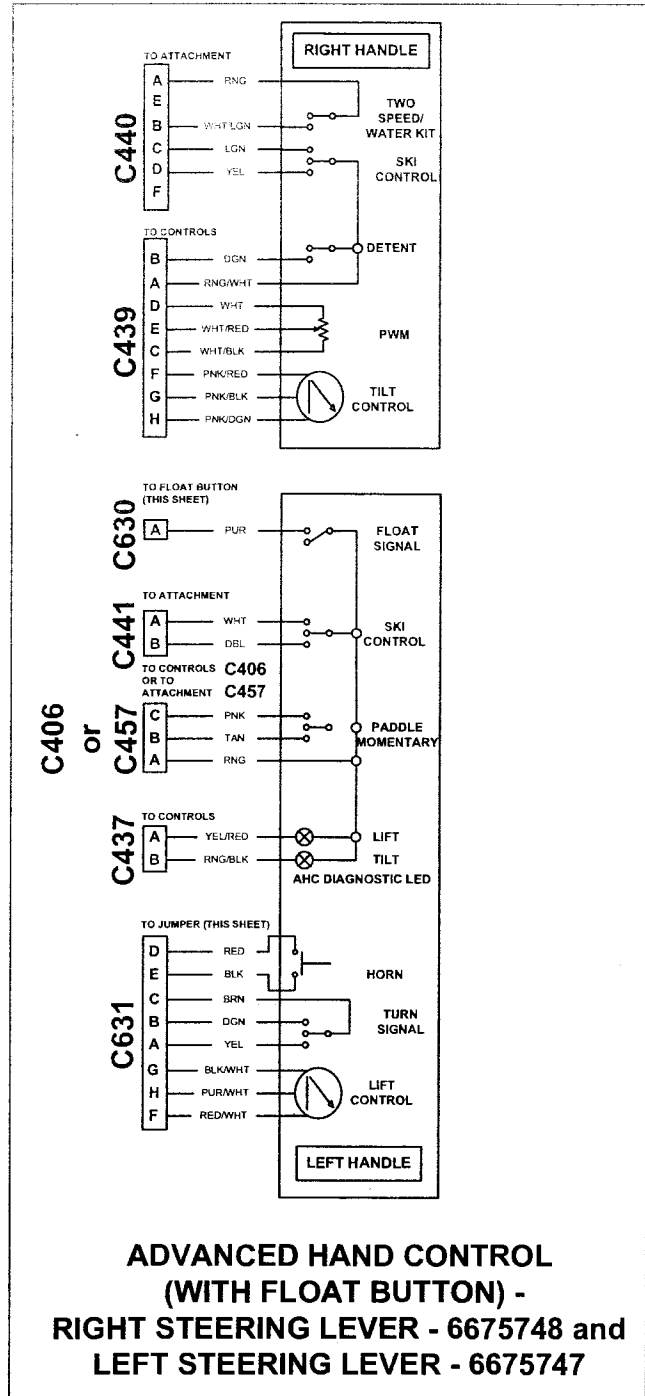 RIGHT HANDLE
TO ATTACHMENT
C440
A RNG
E
B WHT/LGN
C LGN
D YEL
F
TWO
SPEED/
WATER KIT
SKI
CONTROL
TO CONTROLS
C439
B DGN
A RNG/WHT
D WHT
E WHT/RED
C WHT/BLK
F PNK/RED
G PNK/BLK
H PNK/DGN
DETENT
PWM
TILT
CONTROL
TO FLOAT BUTTON
(THIS SHEET)
C630
A PUR
FLOAT
SIGNAL
TO ATTACHMENT
C441
A WHT
B DBL
SKI
CONTROL
TO CONTROLS C406
OR TO
ATTACHMENT C457
C406
or
C457
C PNK
B TAN
A RNG
PADDLE
MOMENTARY
TO CONTROLS
C437
A YEL/RED LIFT
B RNG/BLK TILT
AHC DIAGNOSTIC LED
TO JUMPER (THIS SHEET)
C631
D RED
E BLK
C BRN
B DGN
A YEL
G BLK/WHT
H PUR/WHT
F RED/WHT
HORN
TURN
SIGNAL
LIFT
CONTROL
LEFT HANDLE
ADVANCED HAND CONTROL
(WITH FLOAT BUTTON) -
RIGHT STEERING LEVER - 6675748 and
LEFT STEERING LEVER - 6675747